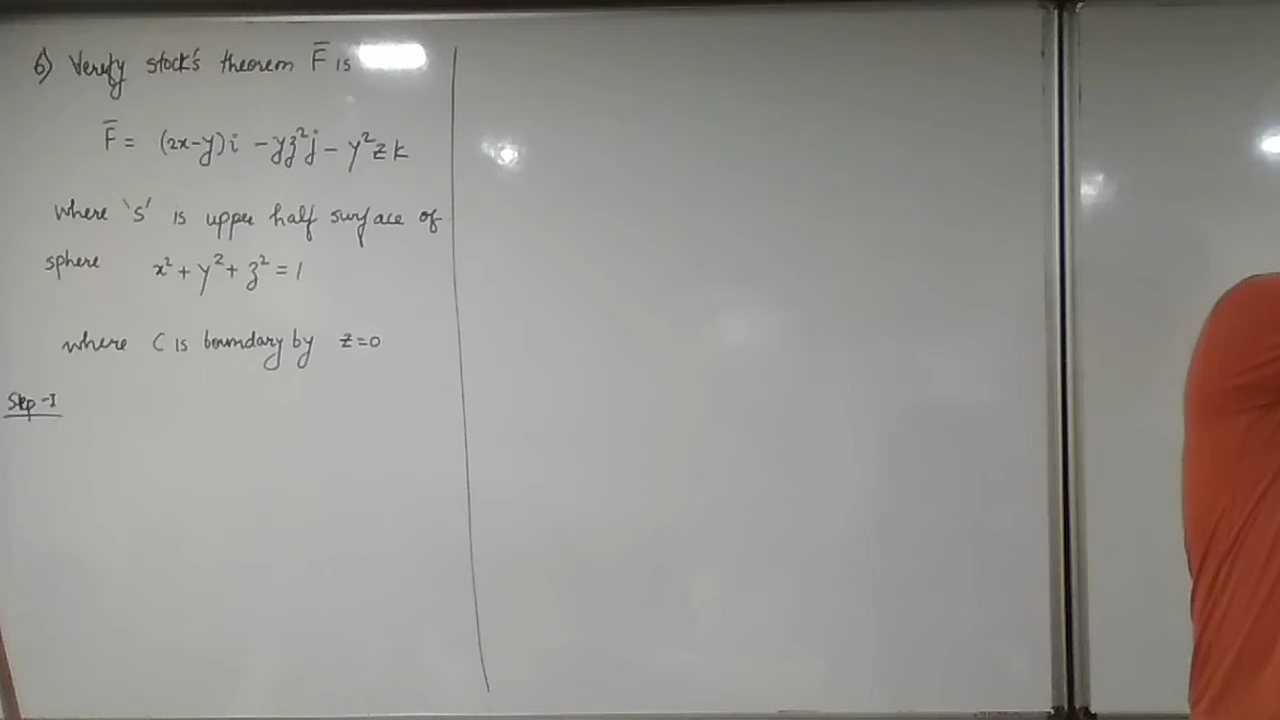 6) Verify stock's theorem F̅ is
F̅ = (2x-y)i - yz²j - y²zk
where 's' is upper half surface of
sphere x² + y² + z² = 1
where C is boundary by z=0
Step-I